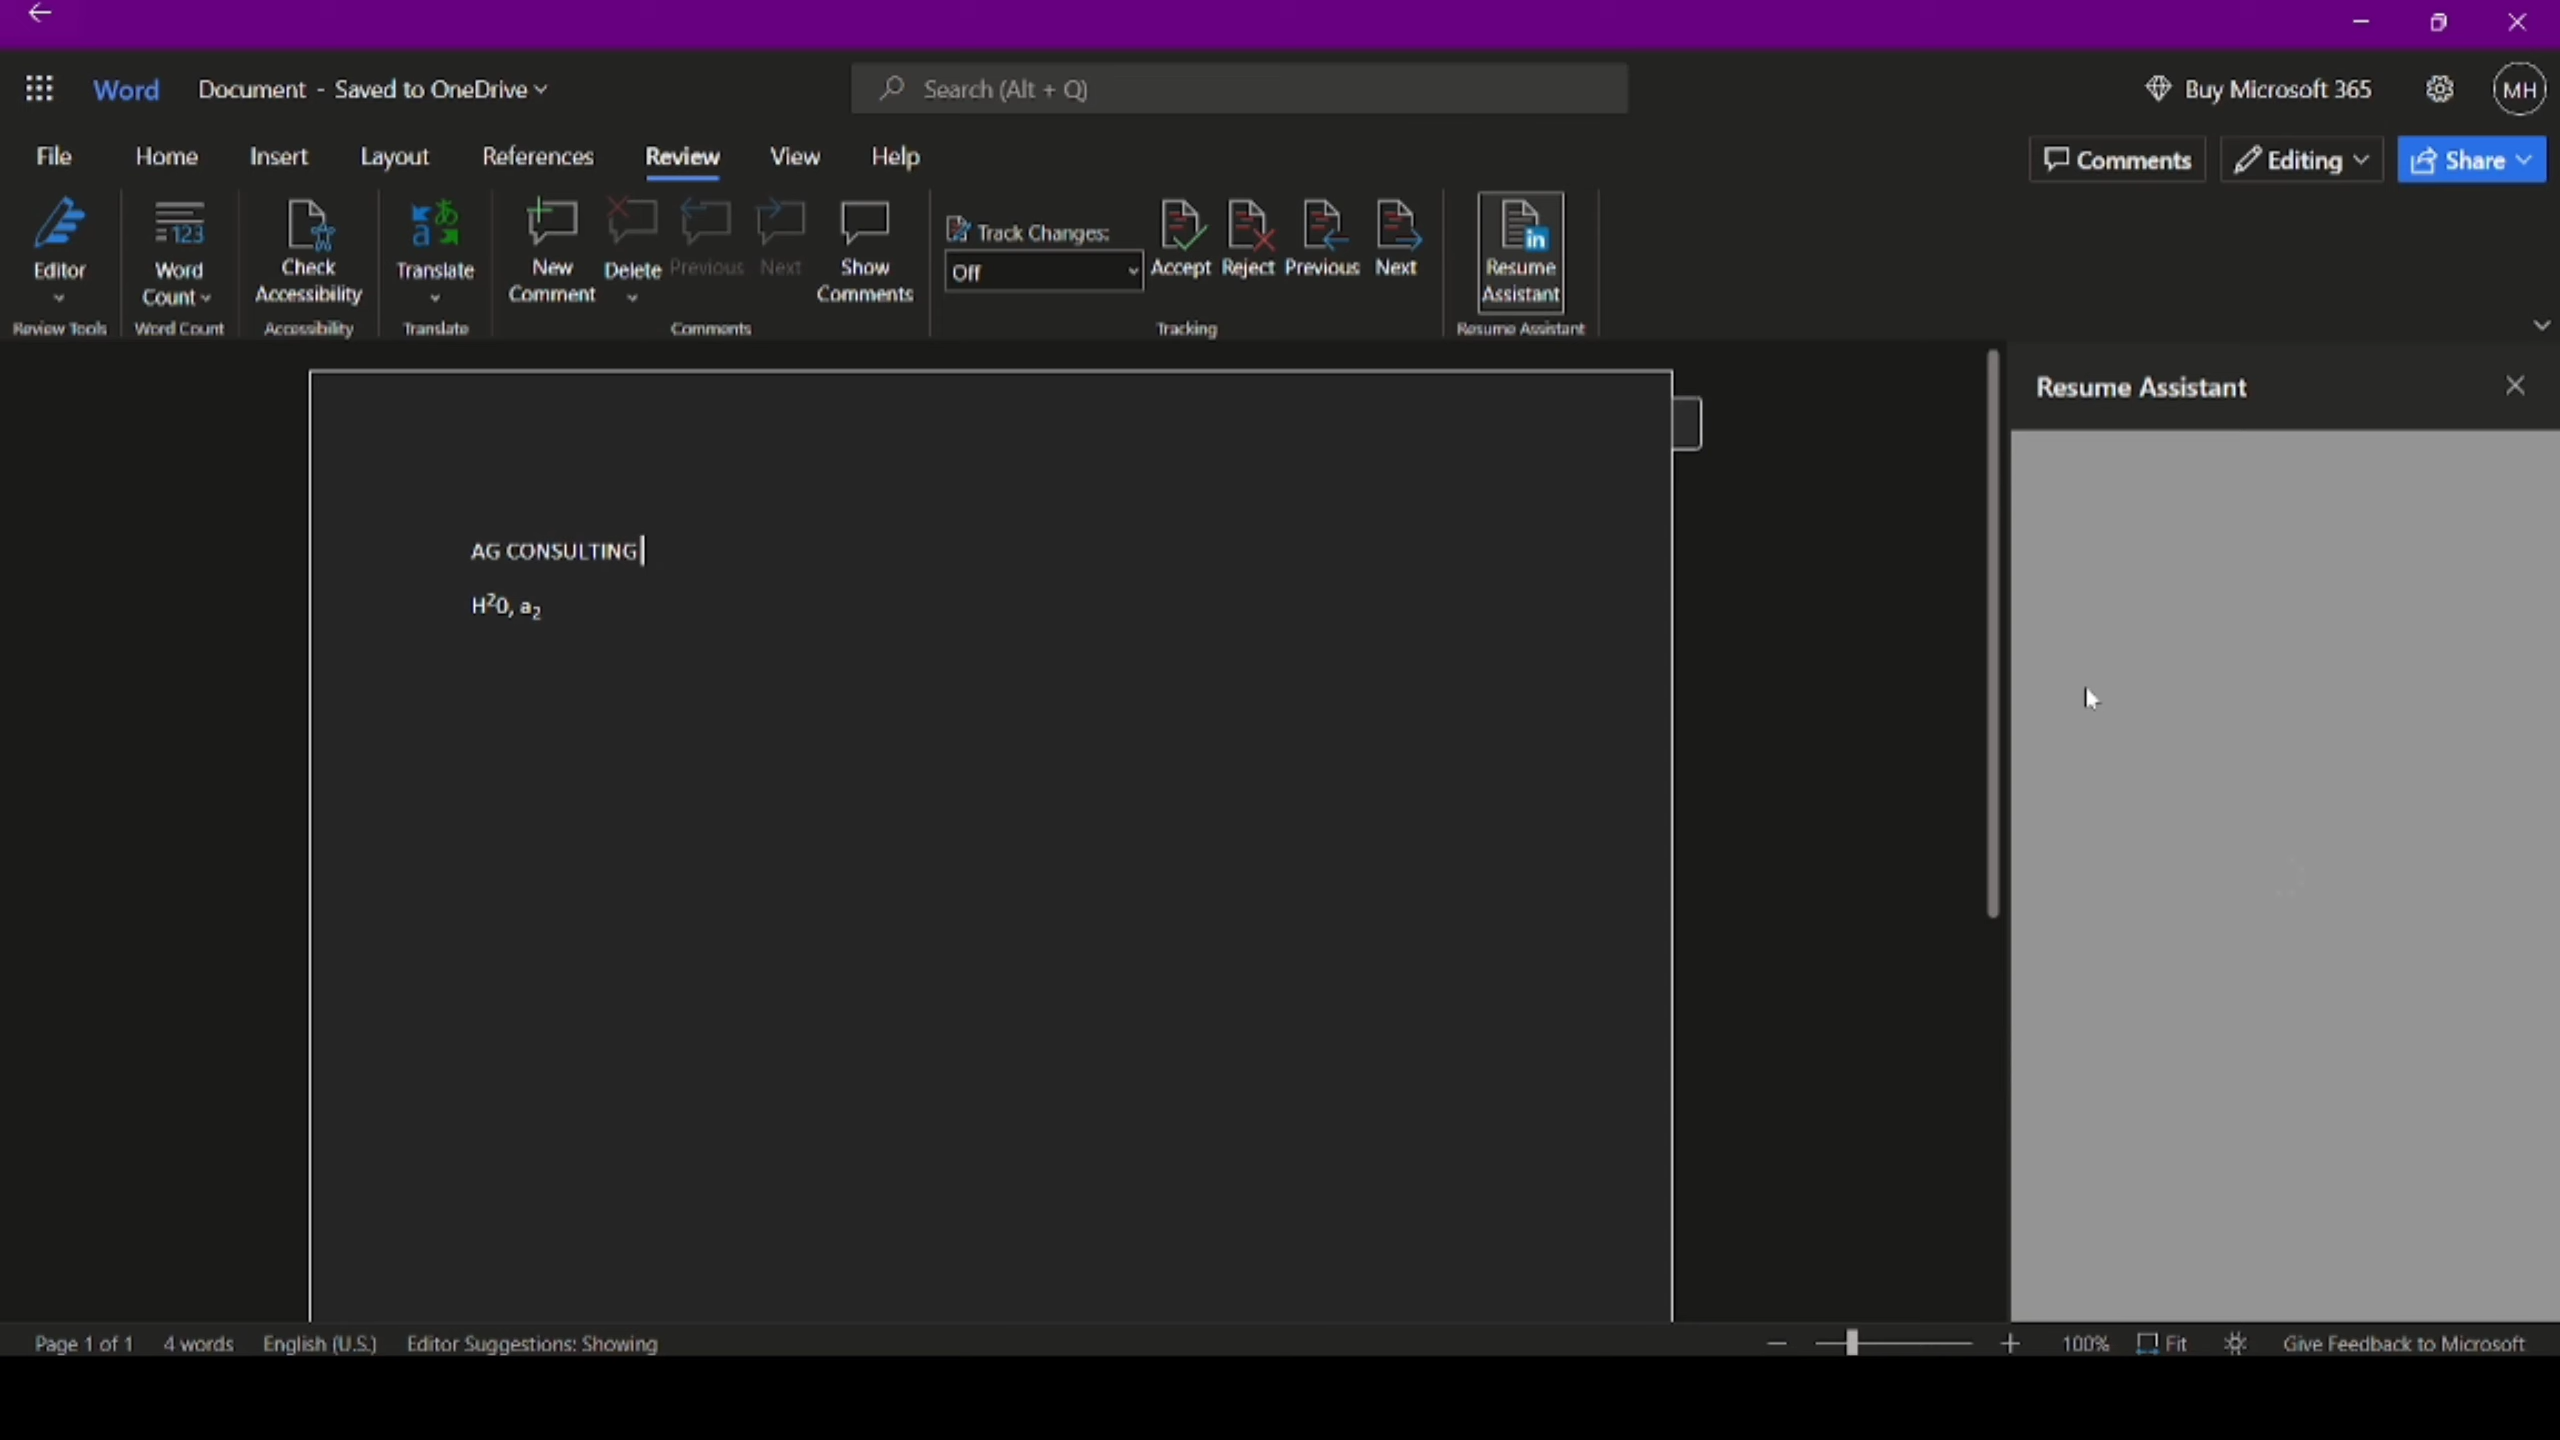 Word Document - Saved to OneDrive Search (Alt + Q) Buy Microsoft 365 MH
File Home Insert Layout References Review View Help Comments Editing Share
Editor Word Count Check Accessibility Translate New Comment Delete Previous Next Show Comments Track Changes: Off Accept Reject Previous Next Resume Assistant
Review Tools Word Count Accessibility Translate Comments Tracking Resume Assistant
Resume Assistant
AG CONSULTING
H²0, a₂
Page 1 of 1 4 words English (U.S.) Editor Suggestions: Showing 100% Fit Give Feedback to Microsoft